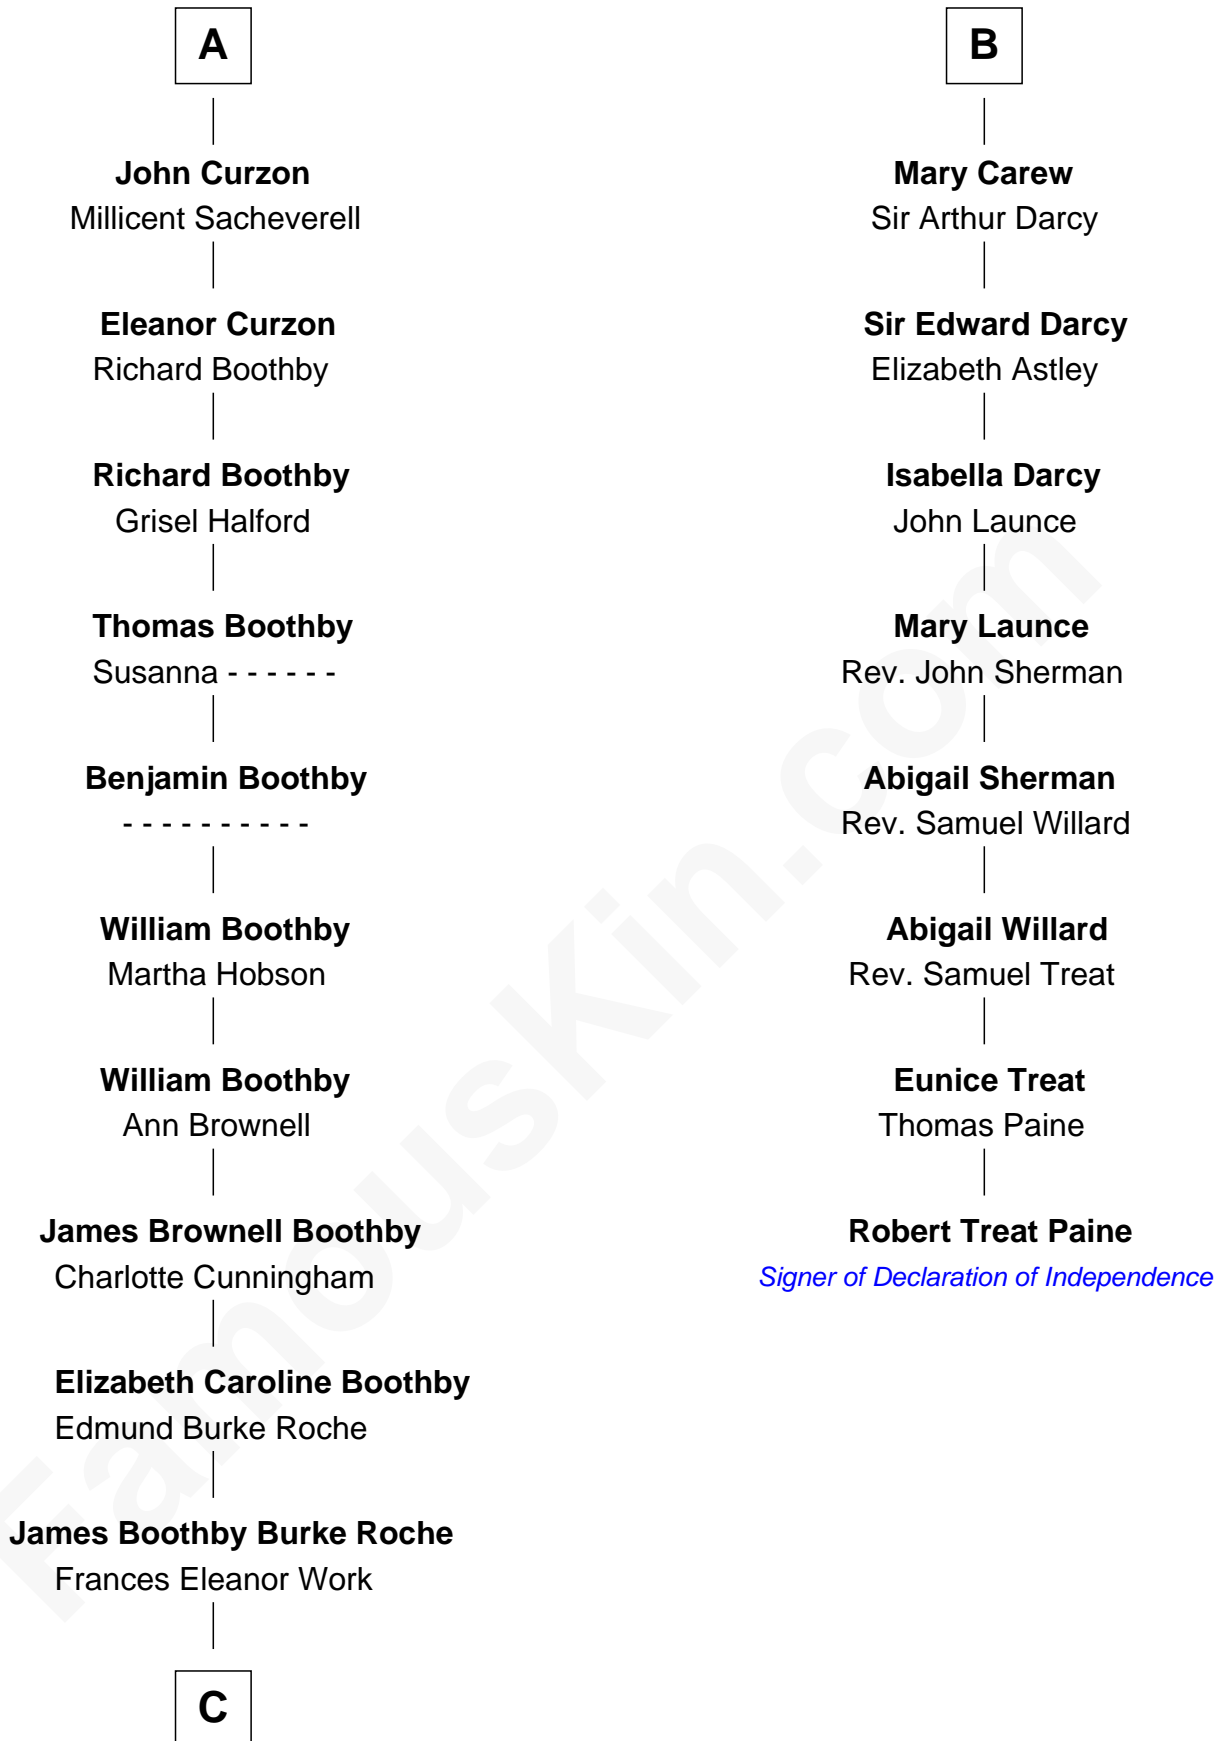 A
John Curzon
Millicent Sacheverell
Eleanor Curzon
Richard Boothby
Richard Boothby
Grisel Halford
Thomas Boothby
Susanna - - - - - -
Benjamin Boothby
- - - - - - - - - -
William Boothby
Martha Hobson
William Boothby
Ann Brownell
James Brownell Boothby
Charlotte Cunningham
Elizabeth Caroline Boothby
Edmund Burke Roche
James Boothby Burke Roche
Frances Eleanor Work
C
B
Mary Carew
Sir Arthur Darcy
Sir Edward Darcy
Elizabeth Astley
Isabella Darcy
John Launce
Mary Launce
Rev. John Sherman
Abigail Sherman
Rev. Samuel Willard
Abigail Willard
Rev. Samuel Treat
Eunice Treat
Thomas Paine
Robert Treat Paine
Signer of Declaration of Independence
FamousKin.com